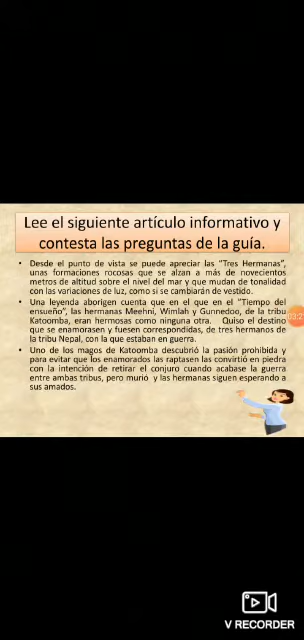 Lee el siguiente artículo informativo y
contesta las preguntas de la guía.
• Desde el punto de vista se puede apreciar las "Tres Hermanas",
unas formaciones rocosas que se alzan a más de novecientos
metros de altitud sobre el nivel del mar y que mudan de tonalidad
con las variaciones de luz, como si se cambiarán de vestido.
• Una leyenda aborigen cuenta que en el que en el "Tiempo del
ensueño", las hermanas Meehni, Wimlah y Gunnedoo, de la tribu
Katoomba, eran hermosas como ninguna otra. Quiso el destino
que se enamorasen y fuesen correspondidas, de tres hermanos de
la tribu Nepal, con la que estaban en guerra.
• Uno de los magos de Katoomba descubrió la pasión prohibida y
para evitar que los enamorados las raptasen las convirtió en piedra
con la intención de retirar el conjuro cuando acabase la guerra
entre ambas tribus, pero murió y las hermanas siguen esperando a
sus amados.
V RECORDER